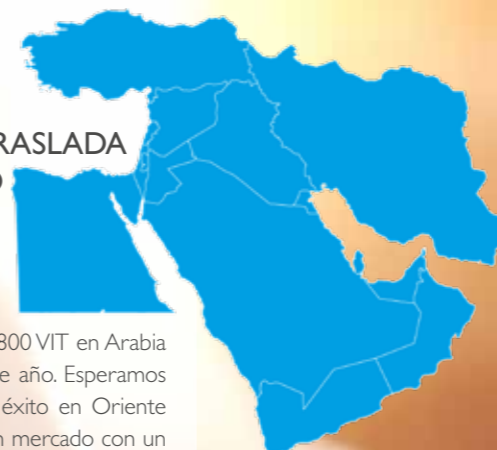 RASLADA
O
800 VIT en Arabia
e año. Esperamos
éxito en Oriente
n mercado con un